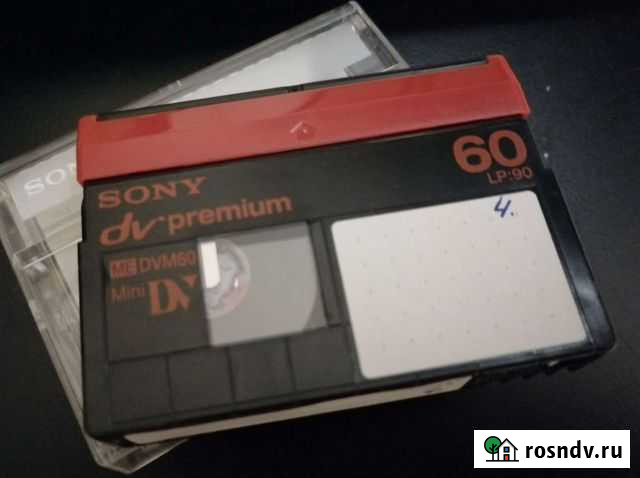 SONY
SONY
dv premium
60
LP:90
ME DVM60
Mini DV
4.
rosndv.ru